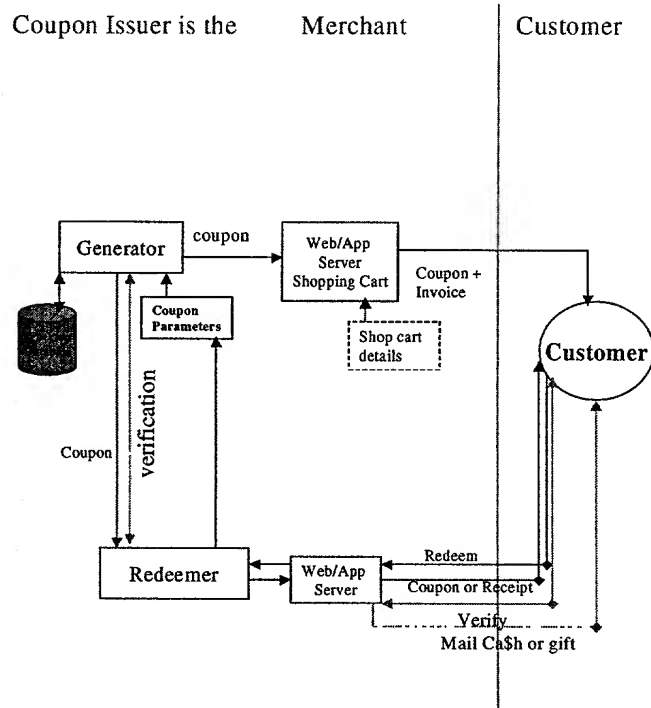 Coupon Issuer is the Merchant Customer
Generator
coupon
Web/App
Server
Shopping Cart
Coupon +
Invoice
Coupon
Parameters
Shop cart
details
Customer
Coupon
verification
Redeemer
Web/App
Server
Redeem
Coupon or Receipt
Verify
Mail Ca$h or gift